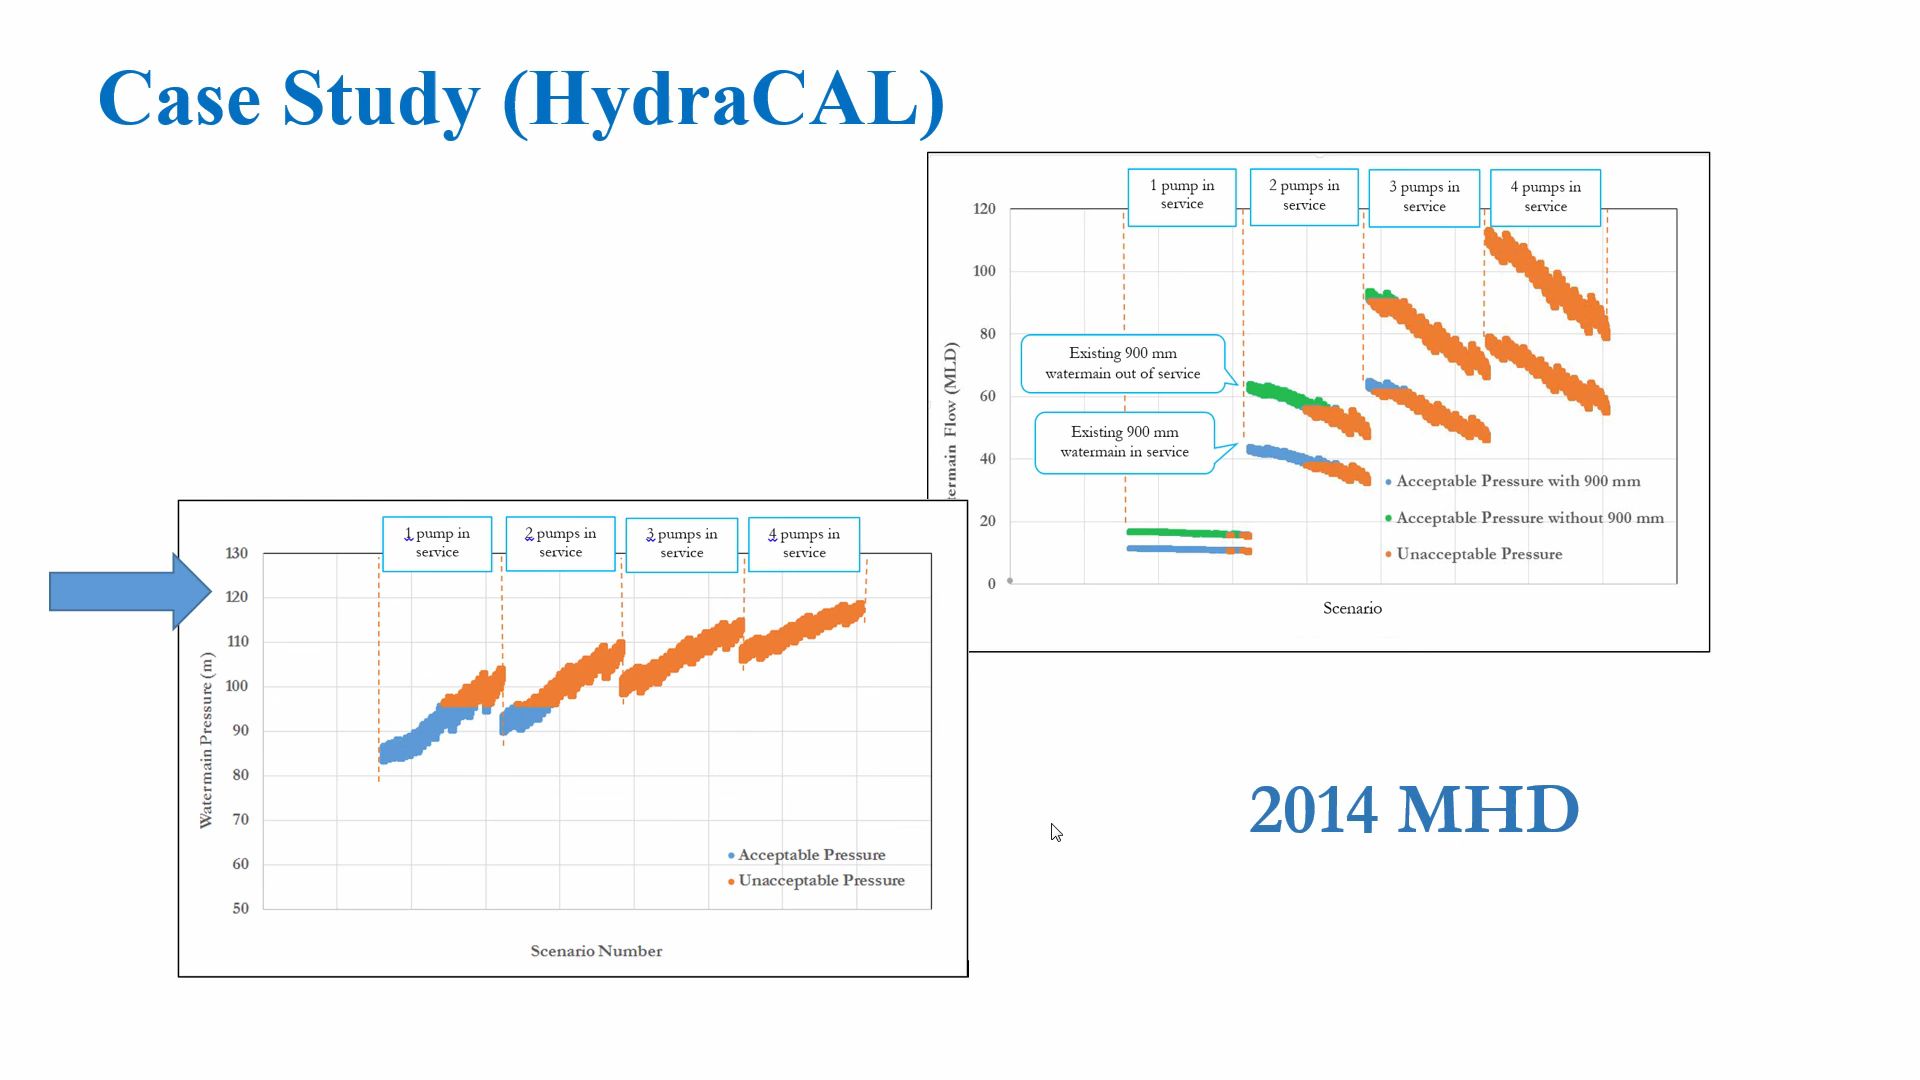 Case Study (HydraCAL)
1 pump in
service
2 pumps in
service
3 pumps in
service
4 pumps in
service
120
100
80
60
40
20
0
Flow (MLD)
Existing 900 mm
watermain out of service
Existing 900 mm
watermain in service
Acceptable Pressure with 900 mm
Acceptable Pressure without 900 mm
Unacceptable Pressure
Scenario
1 pump in
service
2 pumps in
service
3 pumps in
service
4 pumps in
service
130
120
110
100
90
80
70
60
50
Watermain Pressure (m)
Acceptable Pressure
Unacceptable Pressure
Scenario Number
2014 MHD